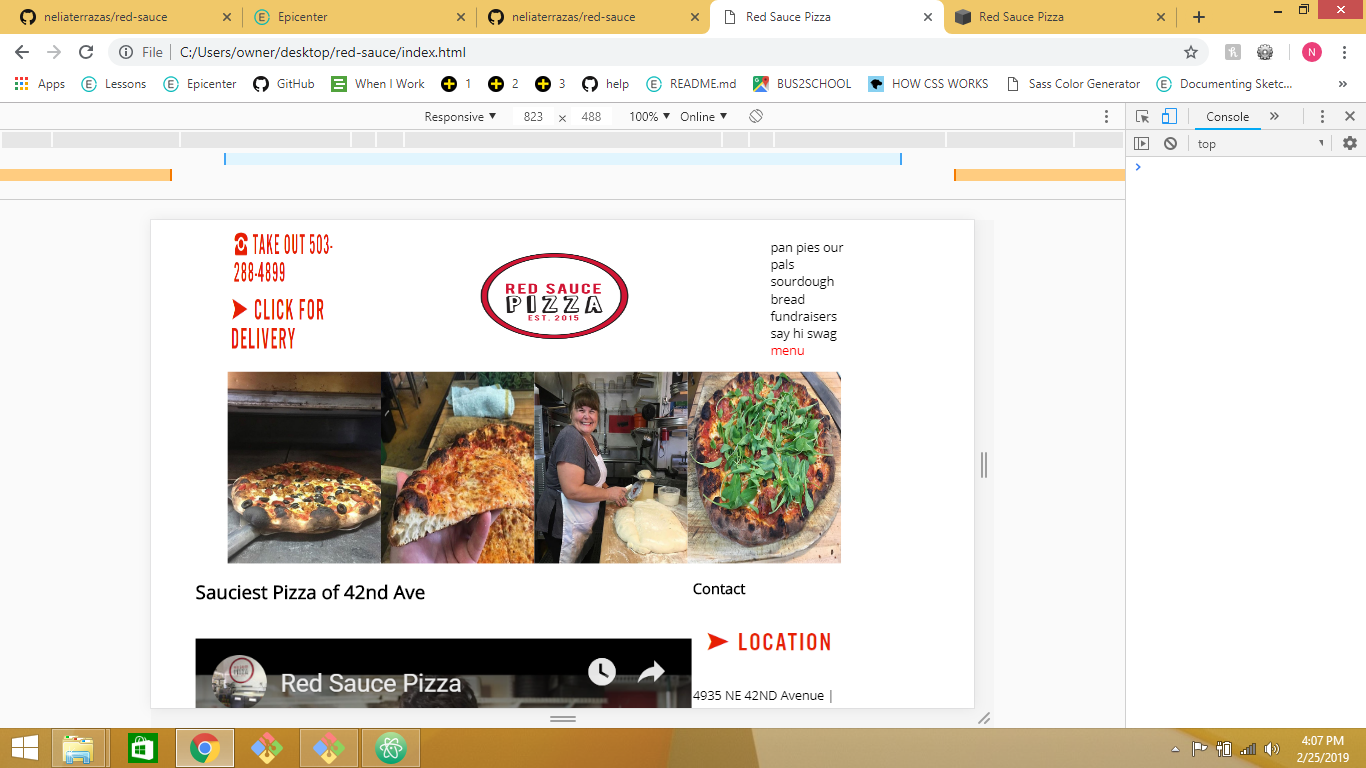 neliaterrazas/red-sauce
Epicenter
neliaterrazas/red-sauce
Red Sauce Pizza
Red Sauce Pizza
File
C:/Users/owner/desktop/red-sauce/index.html
N
Apps
Lessons
Epicenter
GitHub
When I Work
1
2
3
help
README.md
BUS2SCHOOL
HOW CSS WORKS
Sass Color Generator
Documenting Sketc...
Responsive ▼
823 x 488
100% ▼
Online ▼
Console
top
TAKE OUT 503-
288-4899
CLICK FOR
DELIVERY
RED SAUCE
PIZZA
EST. 2015
pan pies our
pals
sourdough
bread
fundraisers
say hi swag
menu
Sauciest Pizza of 42nd Ave
Contact
LOCATION
Red Sauce Pizza
4935 NE 42ND Avenue |
4:07 PM
2/25/2019